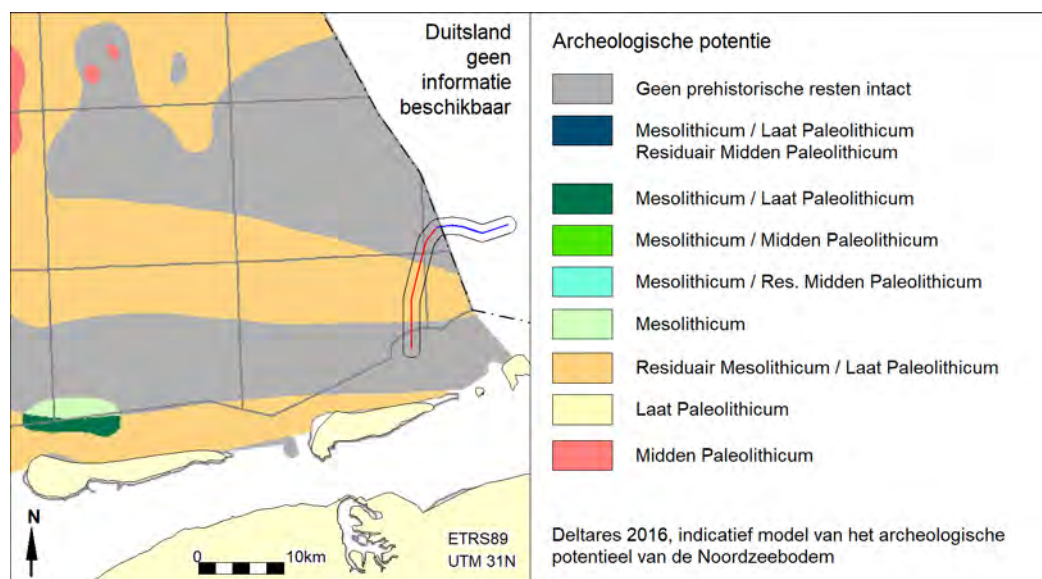 Duitsland
geen
informatie
beschikbaar
N
0
10km
ETRS89
UTM 31N
Archeologische potentie
Geen prehistorische resten intact
Mesolithicum / Laat Paleolithicum
Residuair Midden Paleolithicum
Mesolithicum / Laat Paleolithicum
Mesolithicum / Midden Paleolithicum
Mesolithicum / Res. Midden Paleolithicum
Mesolithicum
Residuair Mesolithicum / Laat Paleolithicum
Laat Paleolithicum
Midden Paleolithicum
Deltares 2016, indicatief model van het archeologische
potentieel van de Noordzeebodem